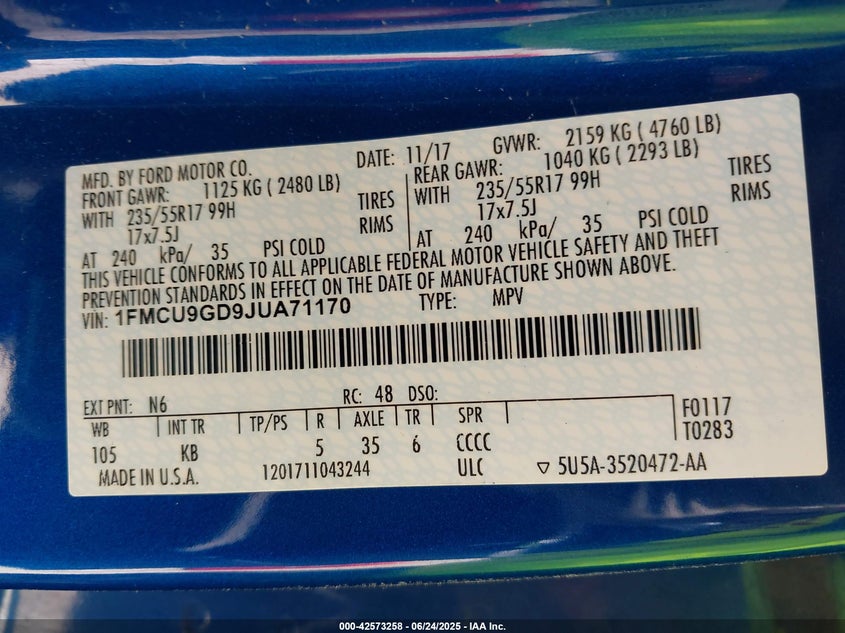 MFD. BY FORD MOTOR CO. DATE: 11/17 GVWR: 2159 KG ( 4760 LB)
FRONT GAWR: 1125 KG ( 2480 LB) REAR GAWR: 1040 KG ( 2293 LB)
WITH 235/55R17 99H TIRES WITH 235/55R17 99H TIRES
17x7.5J RIMS 17x7.5J RIMS
AT 240 kPa/ 35 PSI COLD AT 240 kPa/ 35 PSI COLD
THIS VEHICLE CONFORMS TO ALL APPLICABLE FEDERAL MOTOR VEHICLE SAFETY AND THEFT
PREVENTION STANDARDS IN EFFECT ON THE DATE OF MANUFACTURE SHOWN ABOVE.
VIN: 1FMCU9GD9JUA71170 TYPE: MPV
EXT PNT: N6 RC: 48 DSO:
WB INT TR TP/PS R AXLE TR SPR F0117
105 KB 5 35 6 CCCC T0283
MADE IN U.S.A. 1201711043244 ULC ▽ 5U5A-3520472-AA
000-42573258 - 06/24/2025 - IAA Inc.